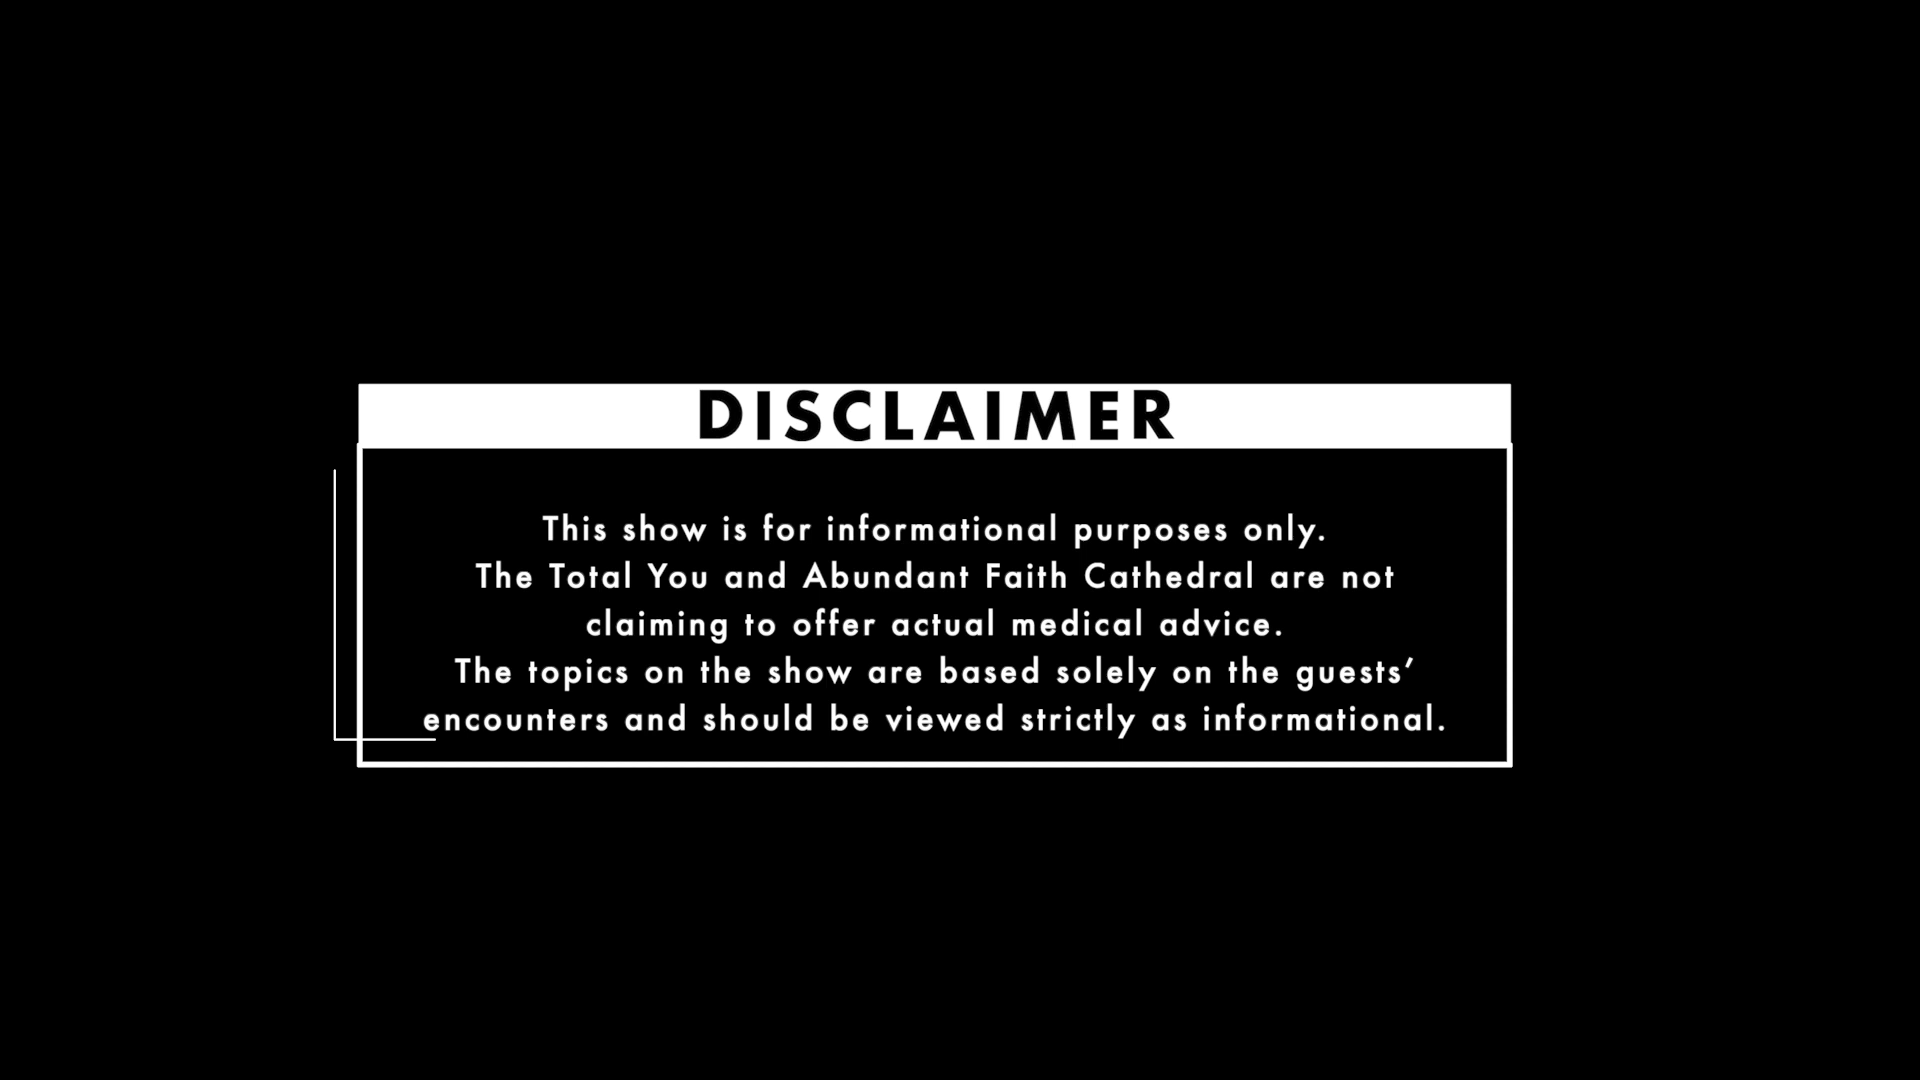 DISCLAIMER
This show is for informational purposes only.
The Total You and Abundant Faith Cathedral are not
claiming to offer actual medical advice.
The topics on the show are based solely on the guests’
encounters and should be viewed strictly as informational.